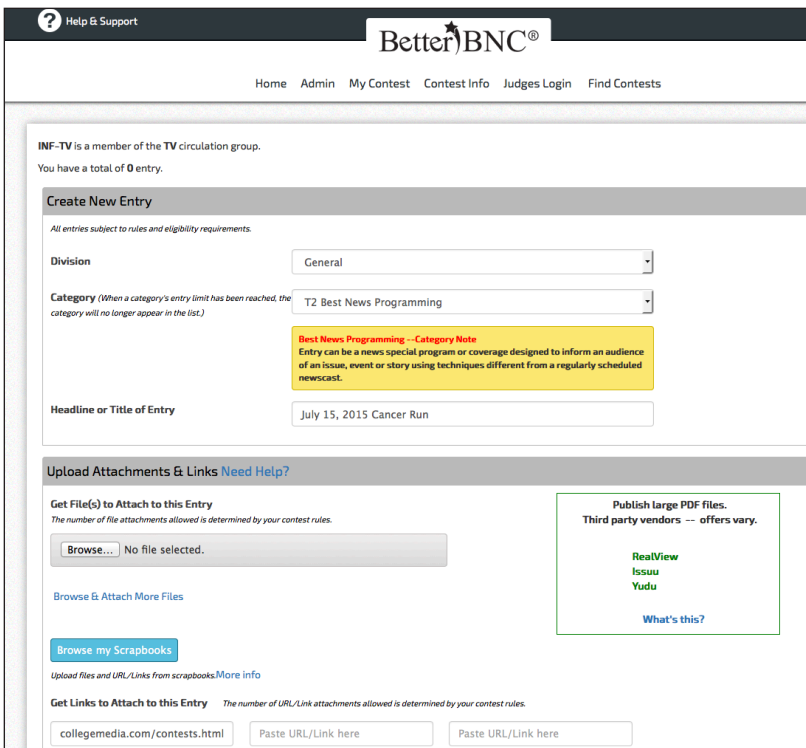 ? Help & Support
BetterBNC®
Home Admin My Contest Contest Info Judges Login Find Contests
INF-TV is a member of the TV circulation group.
You have a total of 0 entry.
Create New Entry
All entries subject to rules and eligibility requirements.
Division
General
Category (When a category's entry limit has been reached, the
category will no longer appear in the list.)
T2 Best News Programming
Best News Programming --Category Note
Entry can be a news special program or coverage designed to inform an audience
of an issue, event or story using techniques different from a regularly scheduled
newscast.
Headline or Title of Entry
July 15, 2015 Cancer Run
Upload Attachments & Links Need Help?
Get File(s) to Attach to this Entry
The number of file attachments allowed is determined by your contest rules.
Browse... No file selected.
Browse & Attach More Files
Publish large PDF files.
Third party vendors -- offers vary.
RealView
Issuu
Yudu
What's this?
Browse my Scrapbooks
Upload files and URL/Links from scrapbooks.More info
Get Links to Attach to this Entry The number of URL/Link attachments allowed is determined by your contest rules.
collegemedia.com/contests.html Paste URL/Link here Paste URL/Link here